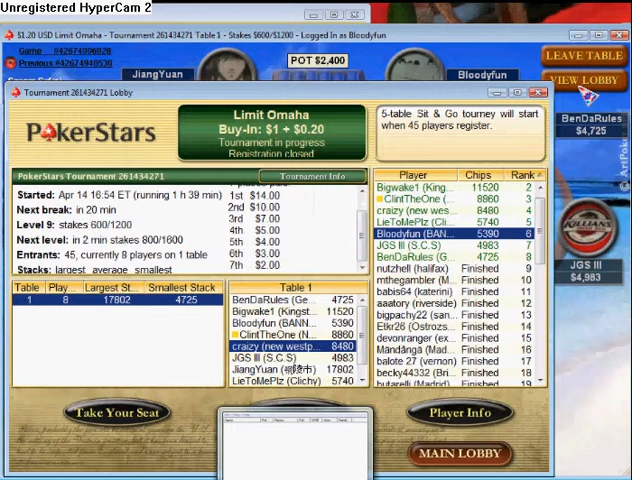 Unregistered HyperCam 2
$1.20 USD Limit Omaha - Tournament 261434271 Table 1 - Stakes $600/$1200 - Logged In as Bloodyfun
Game #42674996928
Previous #42674940530
JiangYuan
POT $2,400
Bloodyfun
LEAVE TABLE
VIEW LOBBY
BenDaRules
$4,725
Tournament 261434271 Lobby
PokerStars
Limit Omaha
Buy-In: $1 + $0.20
Tournament in progress
Registration closed
5-table Sit & Go tourney will start
when 45 players register.
PokerStars Tournament 261434271
Tournament Info
Started: Apr 14 16:54 ET (running 1 h 39 min)
Next break: in 20 min
Level 9: stakes 600/1200
Next level: in 2 min stakes 800/1600
Entrants: 45, currently 8 players on 1 table
Stacks: largest average smallest
1st $14.00
2nd $10.00
3rd $7.00
4th $5.00
5th $4.00
6th $3.00
7th $2.00
Player Chips Rank
Bigwake1 (King... 11520 2
ClintTheOne (... 8860 3
craizy (new wes... 8480 4
LieToMePlz (Cli... 5740 5
Bloodyfun (BAN... 5390 6
JGS III (S.C.S) 4983 7
BenDaRules (G... 4725 8
nutzhell (halifax) Finished 9
mthegambler (M... Finished 10
babis64 (katerini) Finished 11
aaatory (riverside) Finished 12
bigpachy22 (san... Finished 13
Etkr26 (Ostrozs... Finished 14
devonranger (ex... Finished 15
Mandånga (Mad... Finished 16
balote 27 (vernon) Finished 17
becky444332 (Bri... Finished 18
butarelli (Madrid) Finished 19
Table Play... Largest St... Smallest Stack
1 8 17802 4725
Table 1
BenDaRules (Ge... 4725
Bigwake1 (Kingst... 11520
Bloodyfun (BANN... 5390
ClintTheOne (N... 8860
craizy (new westp... 8480
JGS III (S.C.S) 4983
JiangYuan 17802
LieToMePlz (Clichy) 5740
KILLIAN'S
JGS III
$4,983
Take Your Seat
Player Info
MAIN LOBBY